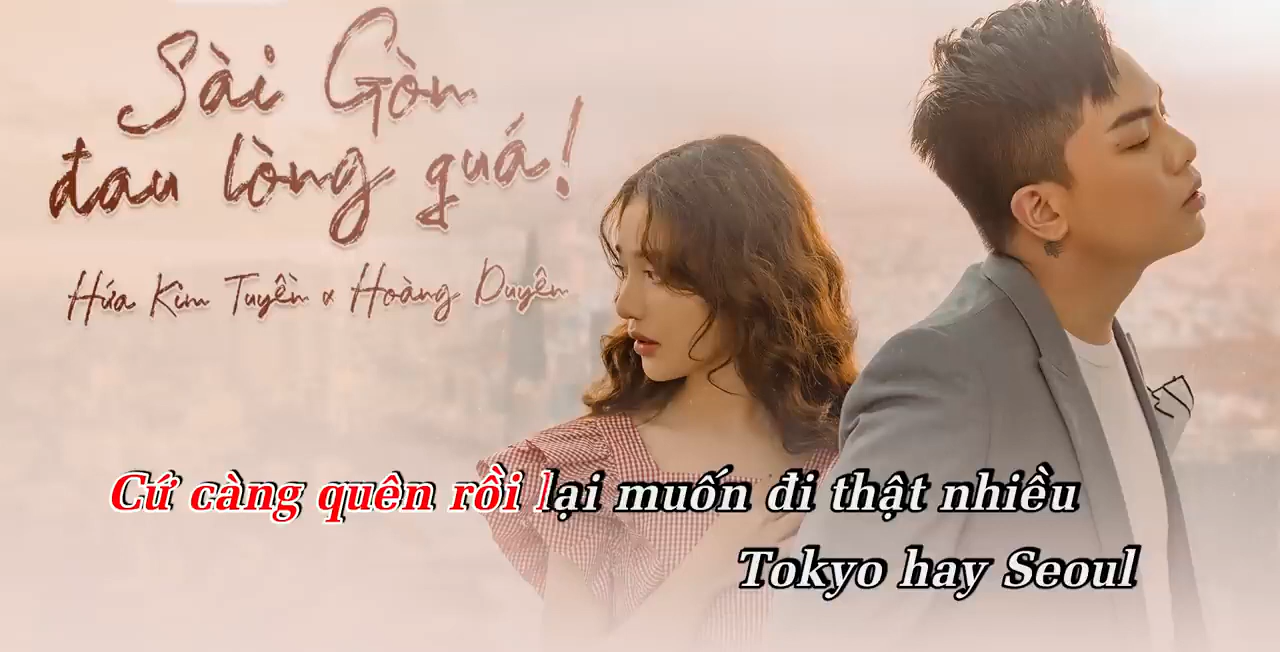 Sài Gòn
đau lòng quá!
Hứa Kim Tuyền x Hoàng Duyên
Cứ càng quên rồi lại muốn đi thật nhiều
Tokyo hay Seoul